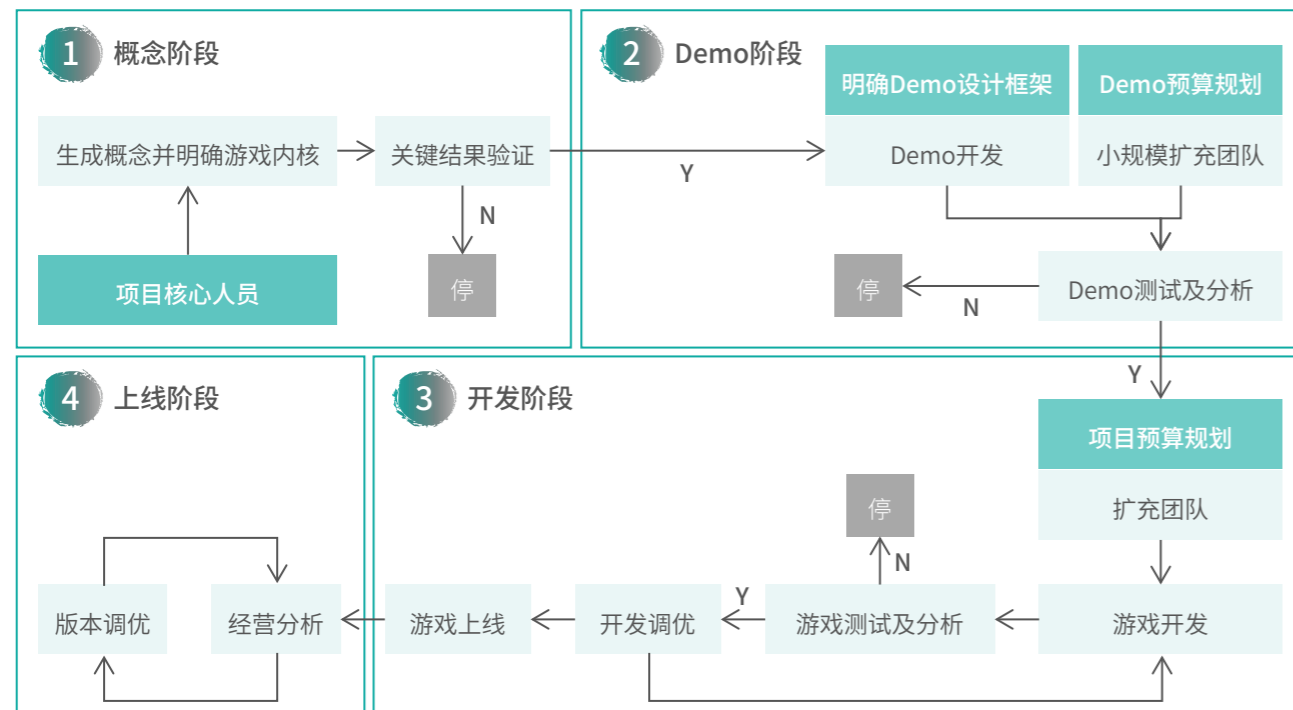 1 概念阶段
生成概念并明确游戏内核
关键结果验证
Y
N
项目核心人员
停
2 Demo阶段
明确Demo设计框架
Demo开发
Demo预算规划
小规模扩充团队
Demo测试及分析
N
停
Y
3 开发阶段
项目预算规划
扩充团队
游戏开发
游戏测试及分析
N
停
Y
开发调优
游戏上线
4 上线阶段
经营分析
版本调优